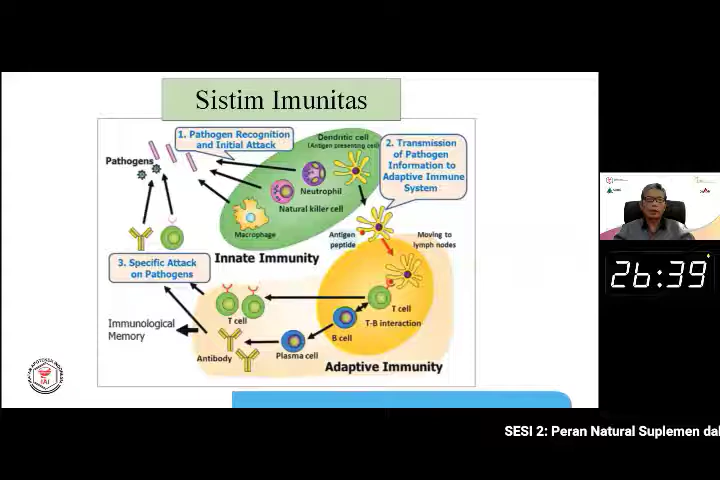 Sistim Imunitas
1. Pathogen Recognition
and Initial Attack
Dendritic cell
(Antigen presenting cell)
2. Transmission
of Pathogen
Information to
Adaptive Immune
System
Pathogens
Neutrophil
Natural killer cell
Macrophage
Antigen
peptide
Moving to
lymph nodes
Innate Immunity
3. Specific Attack
on Pathogens
T cell
T cell
T-B interaction
Immunological
Memory
B cell
Antibody
Plasma cell
Adaptive Immunity
IAI
26:39
SESI 2: Peran Natural Suplemen dal